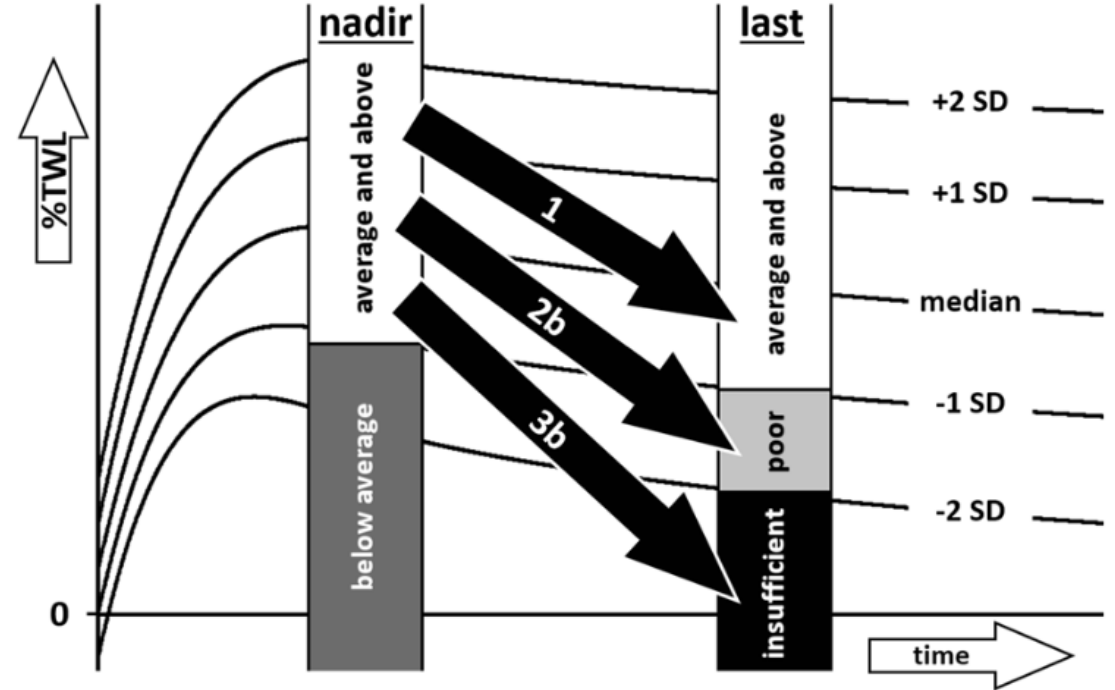 nadir
last
%TWL
average and above
below average
1
2b
3b
average and above
poor
insufficient
+2 SD
+1 SD
median
-1 SD
-2 SD
0
time